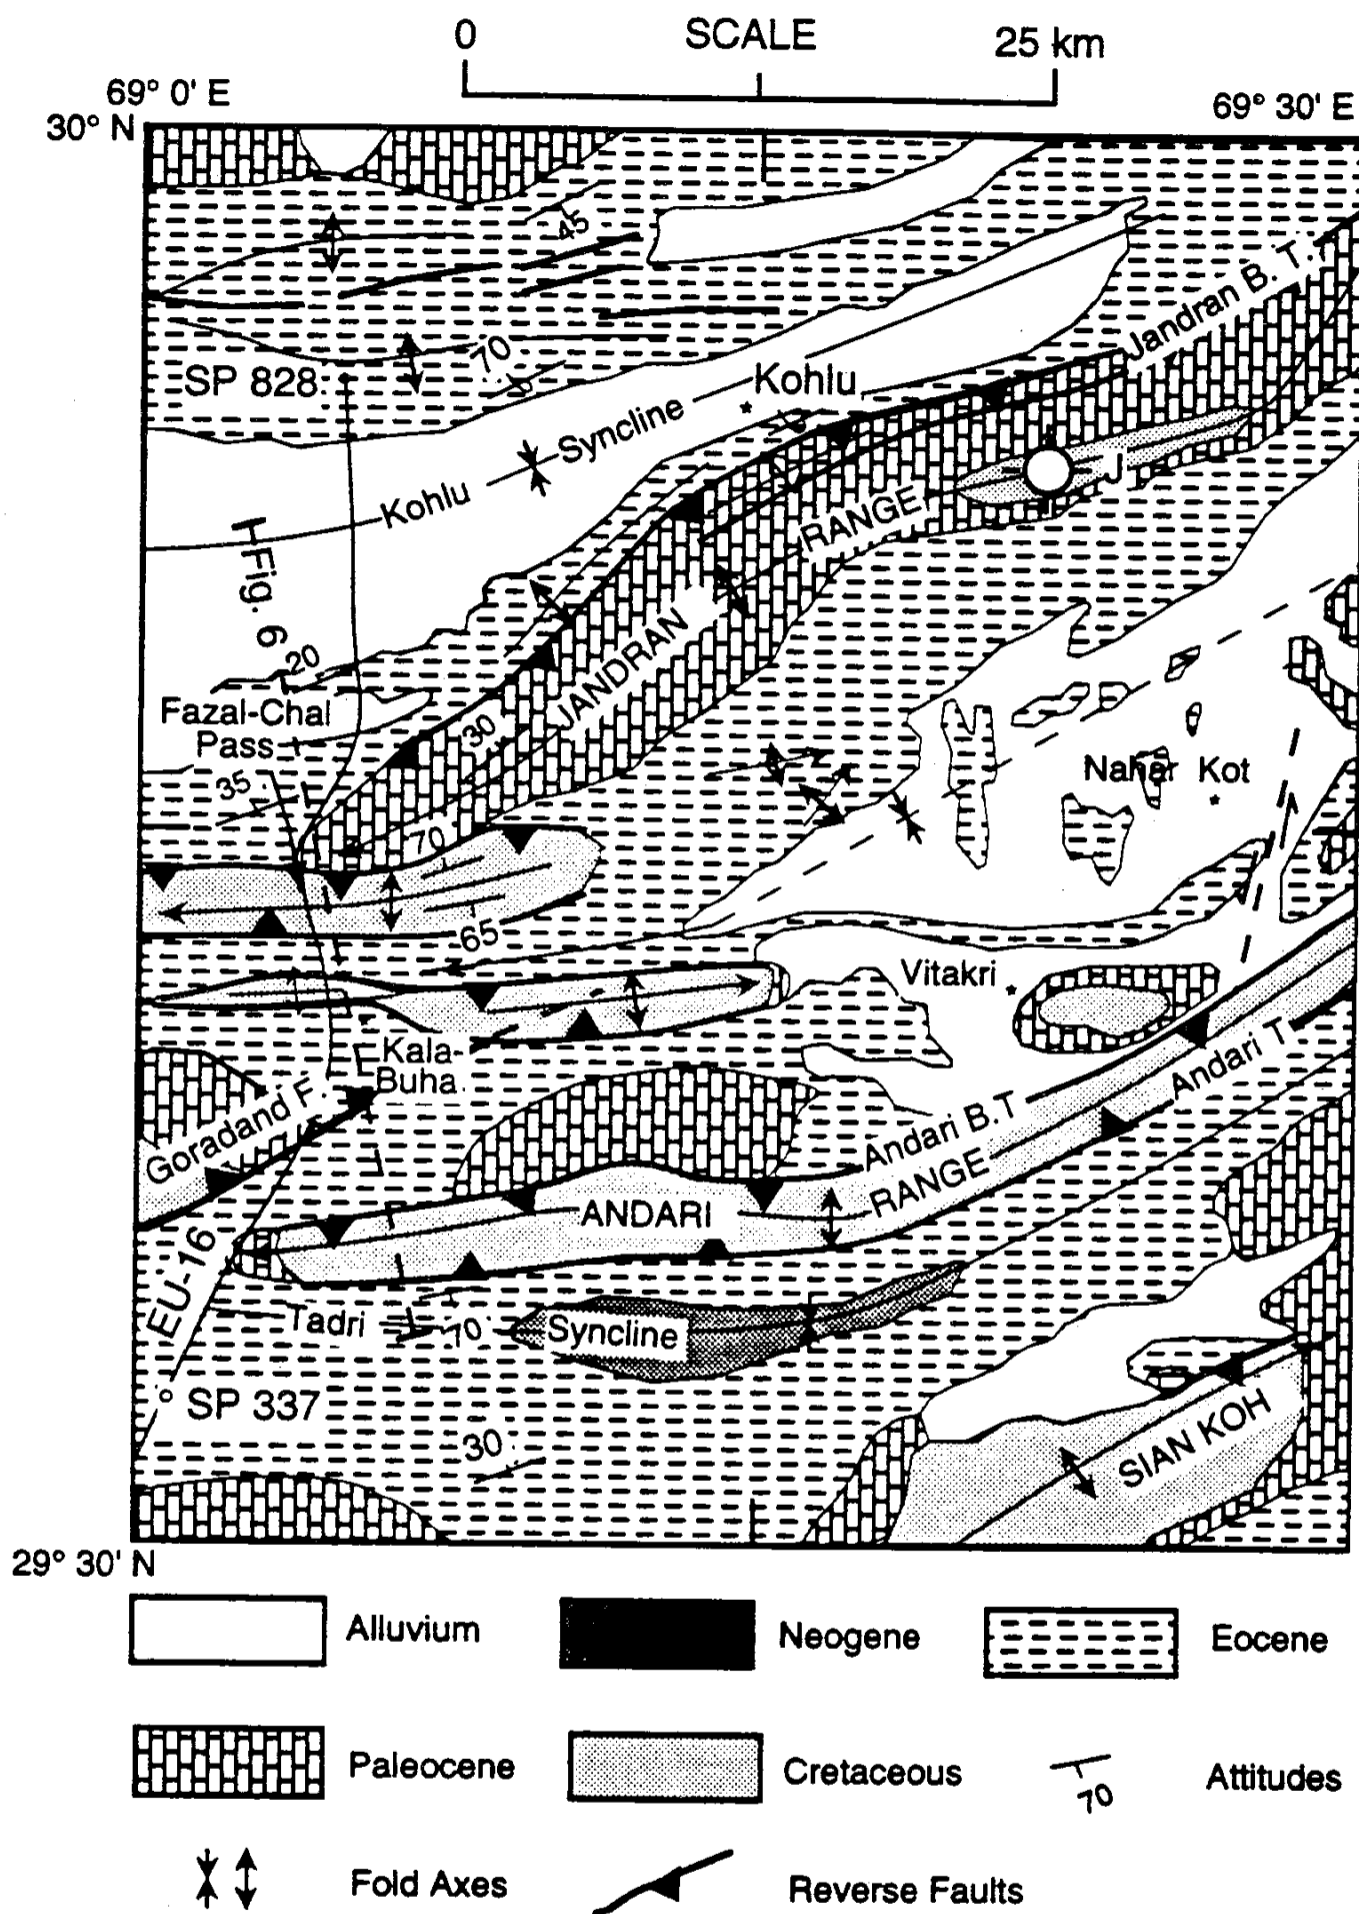 0 SCALE 25 km
69° 0' E
69° 30' E
30° N
45
70
SP 828
Kohlu
Kohlu Syncline
Jandran B. T.
J
JANDRAN RANGE
Fig. 6
20
Fazal-Chal
Pass
30
35
Nahar Kot
70
65
Vitakri
Kala-
Buha
Goradand F.
Andari B.T
Andari T.
ANDARI RANGE
EU-16
Tadri Syncline
70
SP 337
30
SIAN KOH
29° 30' N
Alluvium
Neogene
Eocene
Paleocene
Cretaceous
70
Attitudes
Fold Axes
Reverse Faults